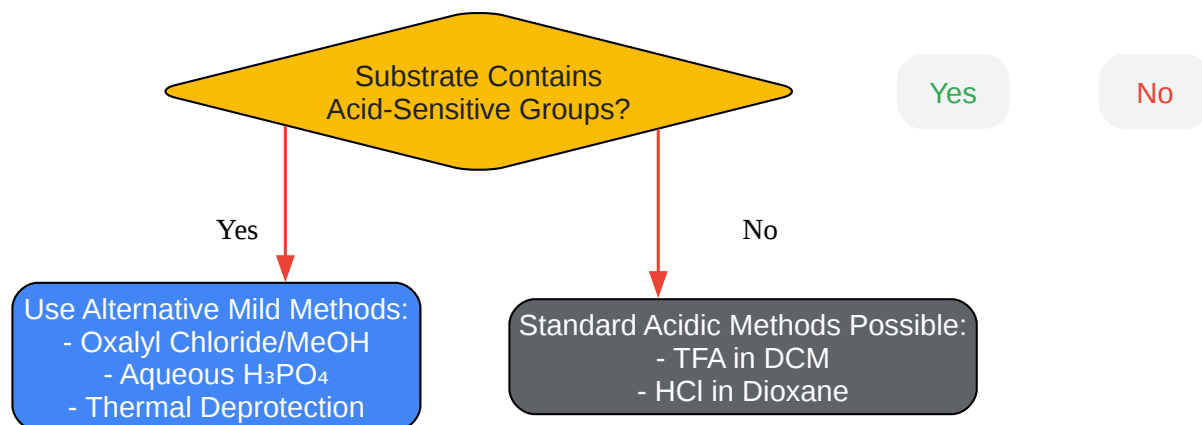 Substrate Contains
Acid-Sensitive Groups?
Yes
No
Yes
No
Use Alternative Mild Methods:
- Oxalyl Chloride/MeOH
- Aqueous H₃PO₄
- Thermal Deprotection
Standard Acidic Methods Possible:
- TFA in DCM
- HCl in Dioxane